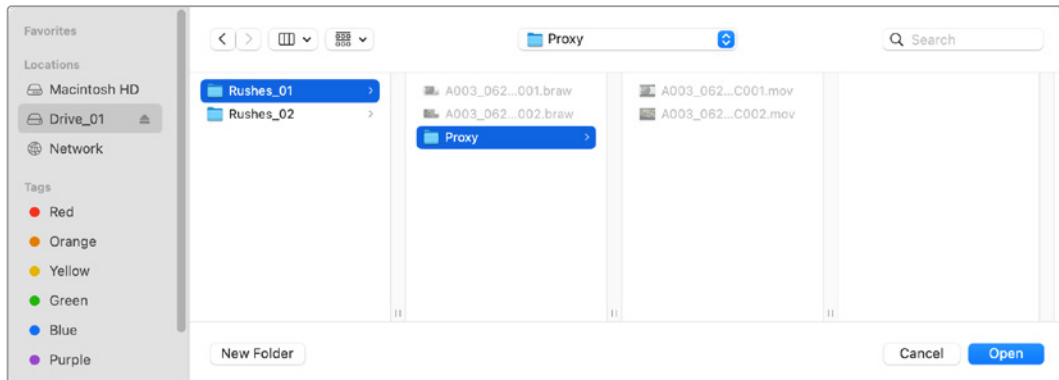 Favorites
Locations
Macintosh HD
Drive_01
Network
Tags
Red
Orange
Yellow
Green
Blue
Purple
Proxy
Search
Rushes_01
Rushes_02
A003_062...001.braw
A003_062...002.braw
Proxy
A003_062...C001.mov
A003_062...C002.mov
New Folder
Cancel
Open